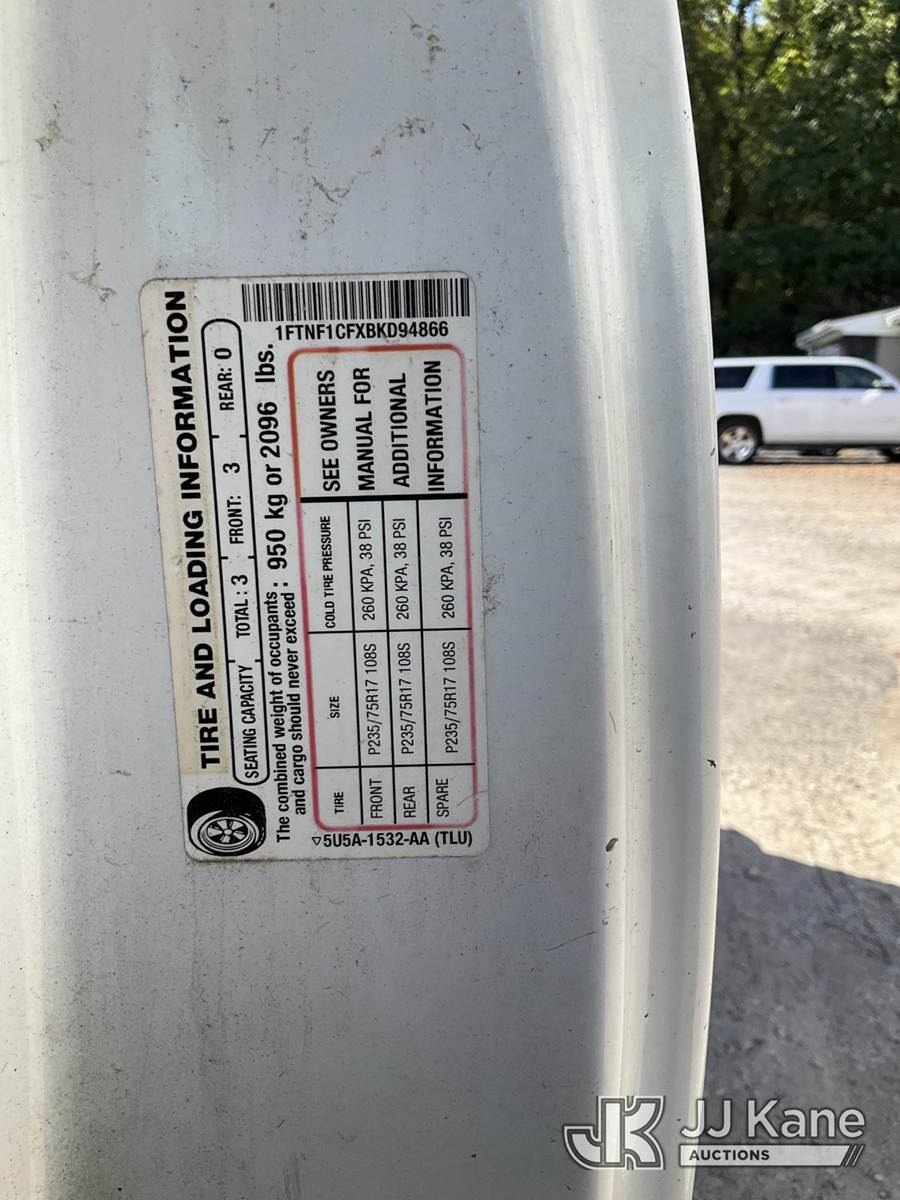 TIRE AND LOADING INFORMATION
SEATING CAPACITY TOTAL : 3 FRONT: 3 REAR: 0
The combined weight of occupants and cargo should never exceed : 950 kg or 2096 lbs.
1FTNF1CFXBKD94866
TIRE SIZE COLD TIRE PRESSURE
FRONT P235/75R17 108S 260 KPA, 38 PSI
REAR P235/75R17 108S 260 KPA, 38 PSI
SPARE P235/75R17 108S 260 KPA, 38 PSI
SEE OWNERS
MANUAL FOR
ADDITIONAL
INFORMATION
5U5A-1532-AA (TLU)
JK JJ Kane
AUCTIONS